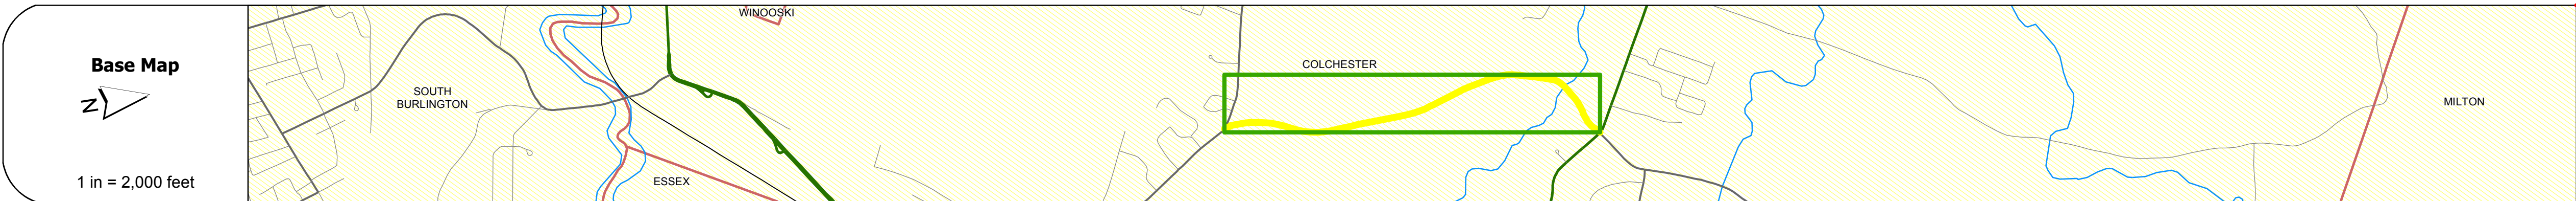 Base Map
N
1 in = 2,000 feet
WINOOSKI
SOUTH
BURLINGTON
ESSEX
COLCHESTER
MILTON